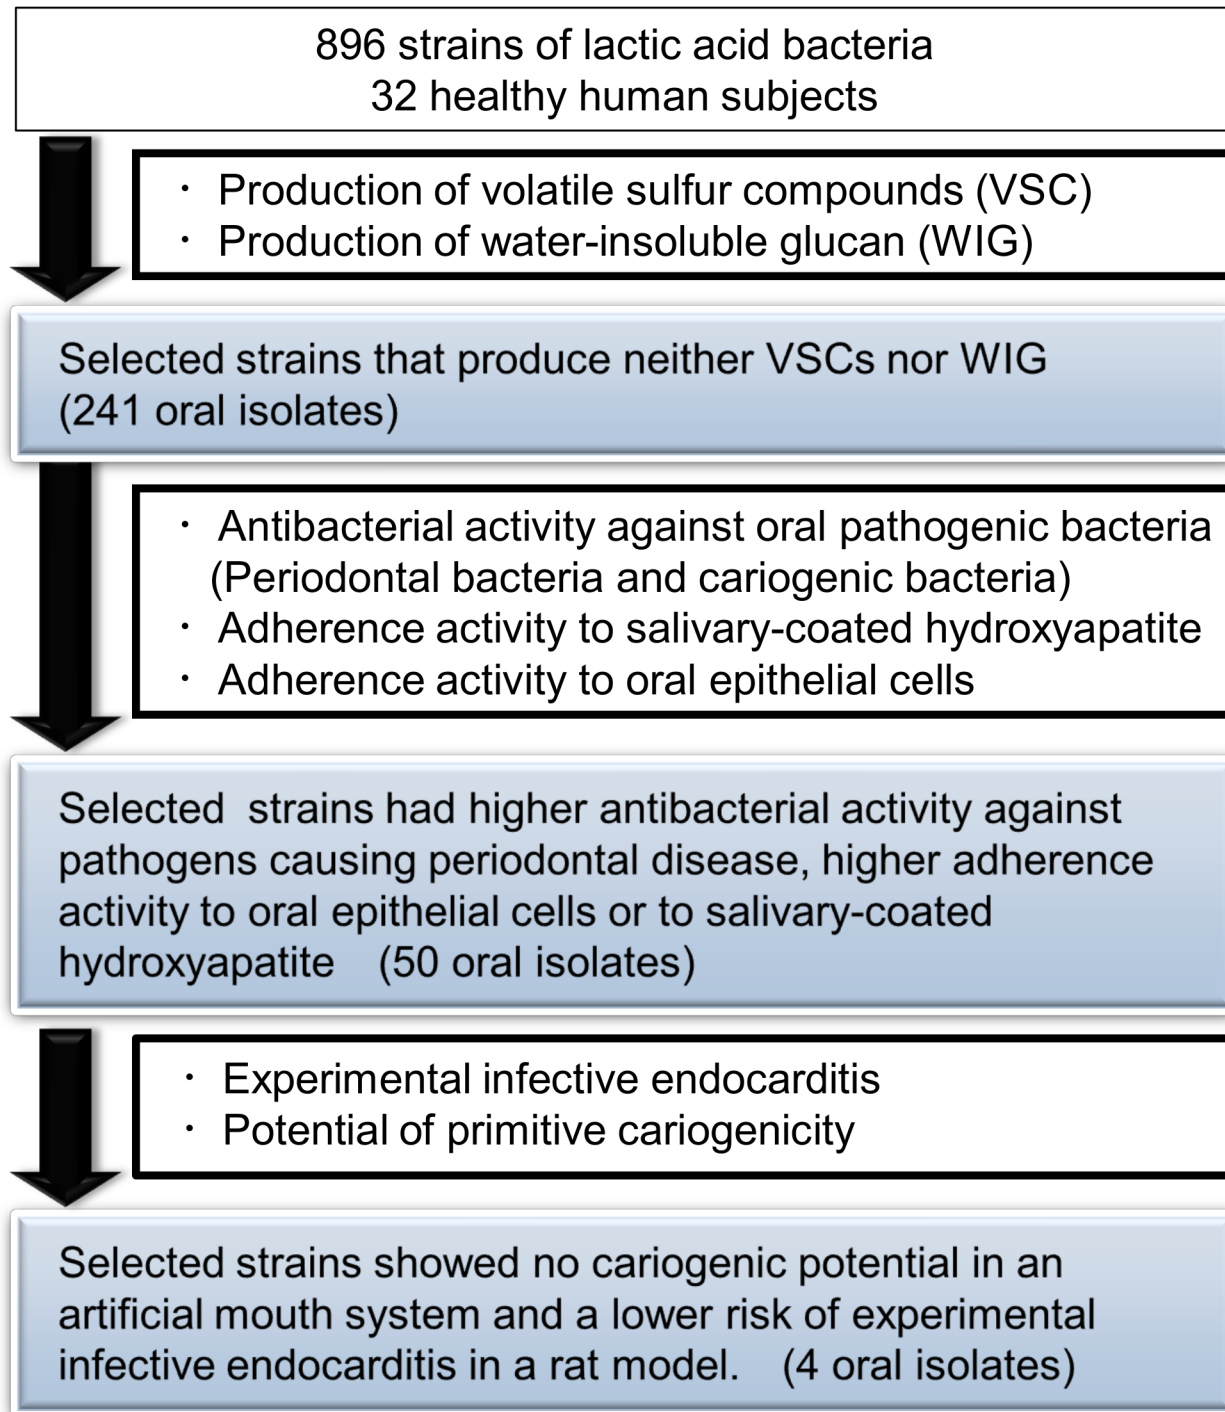 896 strains of lactic acid bacteria
32 healthy human subjects
・ Production of volatile sulfur compounds (VSC)
・ Production of water-insoluble glucan (WIG)
Selected strains that produce neither VSCs nor WIG
(241 oral isolates)
・ Antibacterial activity against oral pathogenic bacteria
(Periodontal bacteria and cariogenic bacteria)
・ Adherence activity to salivary-coated hydroxyapatite
・ Adherence activity to oral epithelial cells
Selected strains had higher antibacterial activity against
pathogens causing periodontal disease, higher adherence
activity to oral epithelial cells or to salivary-coated
hydroxyapatite (50 oral isolates)
・ Experimental infective endocarditis
・ Potential of primitive cariogenicity
Selected strains showed no cariogenic potential in an
artificial mouth system and a lower risk of experimental
infective endocarditis in a rat model. (4 oral isolates)